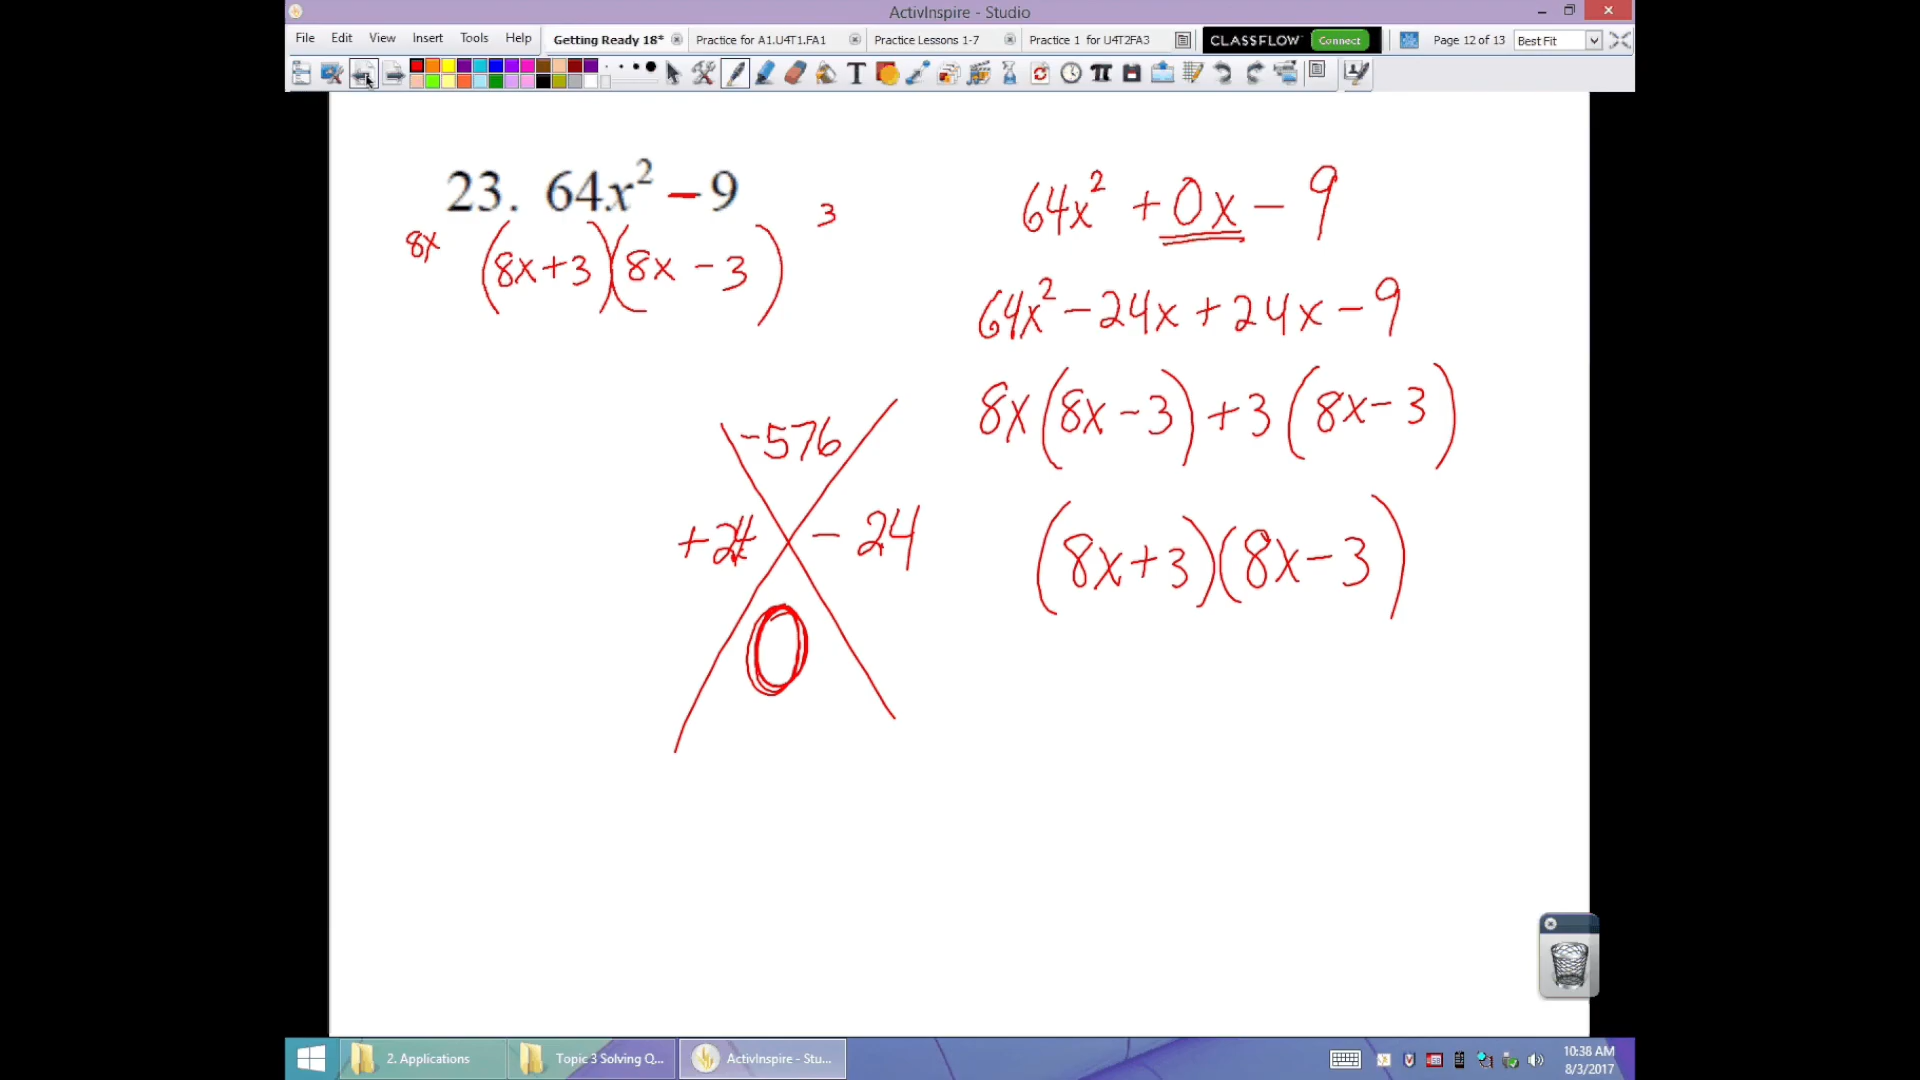 ActivInspire - Studio
File Edit View Insert Tools Help
Getting Ready 18* Practice for A1.U4T1.FA1 Practice Lessons 1-7 Practice 1 for U4T2FA3
CLASSFLOW Connect
Page 12 of 13 Best Fit
23. 64x² - 9
8x (8x+3)(8x - 3) 3
-576
+24 - 24
0
64x² + 0x - 9
64x² - 24x + 24x - 9
8x(8x - 3) + 3(8x - 3)
(8x+3)(8x - 3)
2. Applications
Topic 3 Solving Q...
ActivInspire - Stu...
10:38 AM
8/3/2017